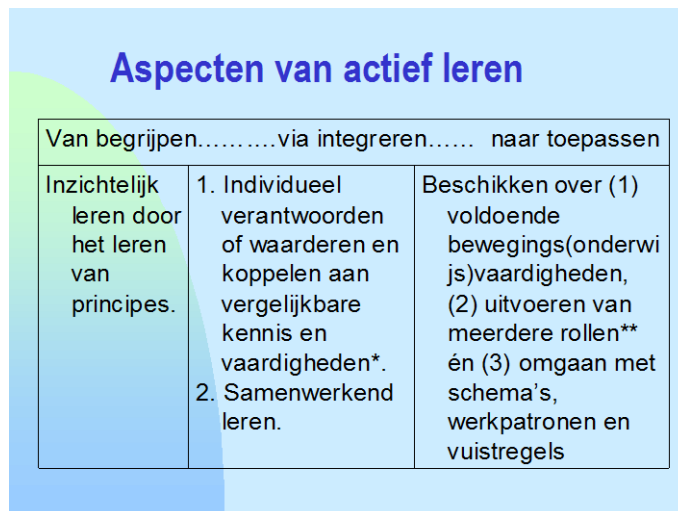 Aspecten van actief leren
Van begrijpen……….via integreren…… naar toepassen
Inzichtelijk
leren door
het leren
van
principes.
1. Individueel
verantwoorden
of waarderen en
koppelen aan
vergelijkbare
kennis en
vaardigheden*.
2. Samenwerkend
leren.
Beschikken over (1)
voldoende
bewegings(onderwi
js)vaardigheden,
(2) uitvoeren van
meerdere rollen**
én (3) omgaan met
schema’s,
werkpatronen en
vuistregels